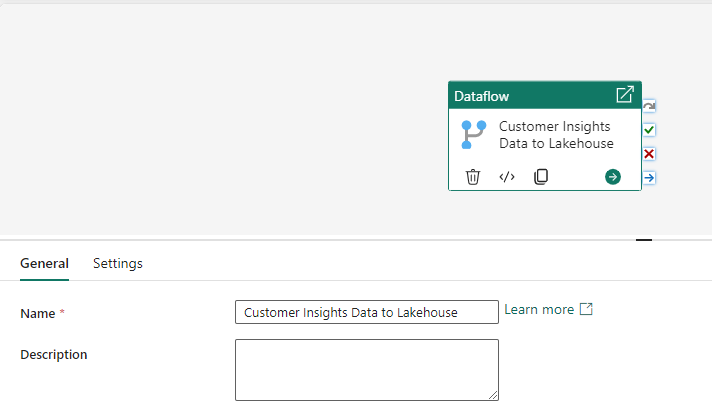 Dataflow
Customer Insights
Data to Lakehouse
</>
General
Settings
Name *
Customer Insights Data to Lakehouse
Learn more
Description